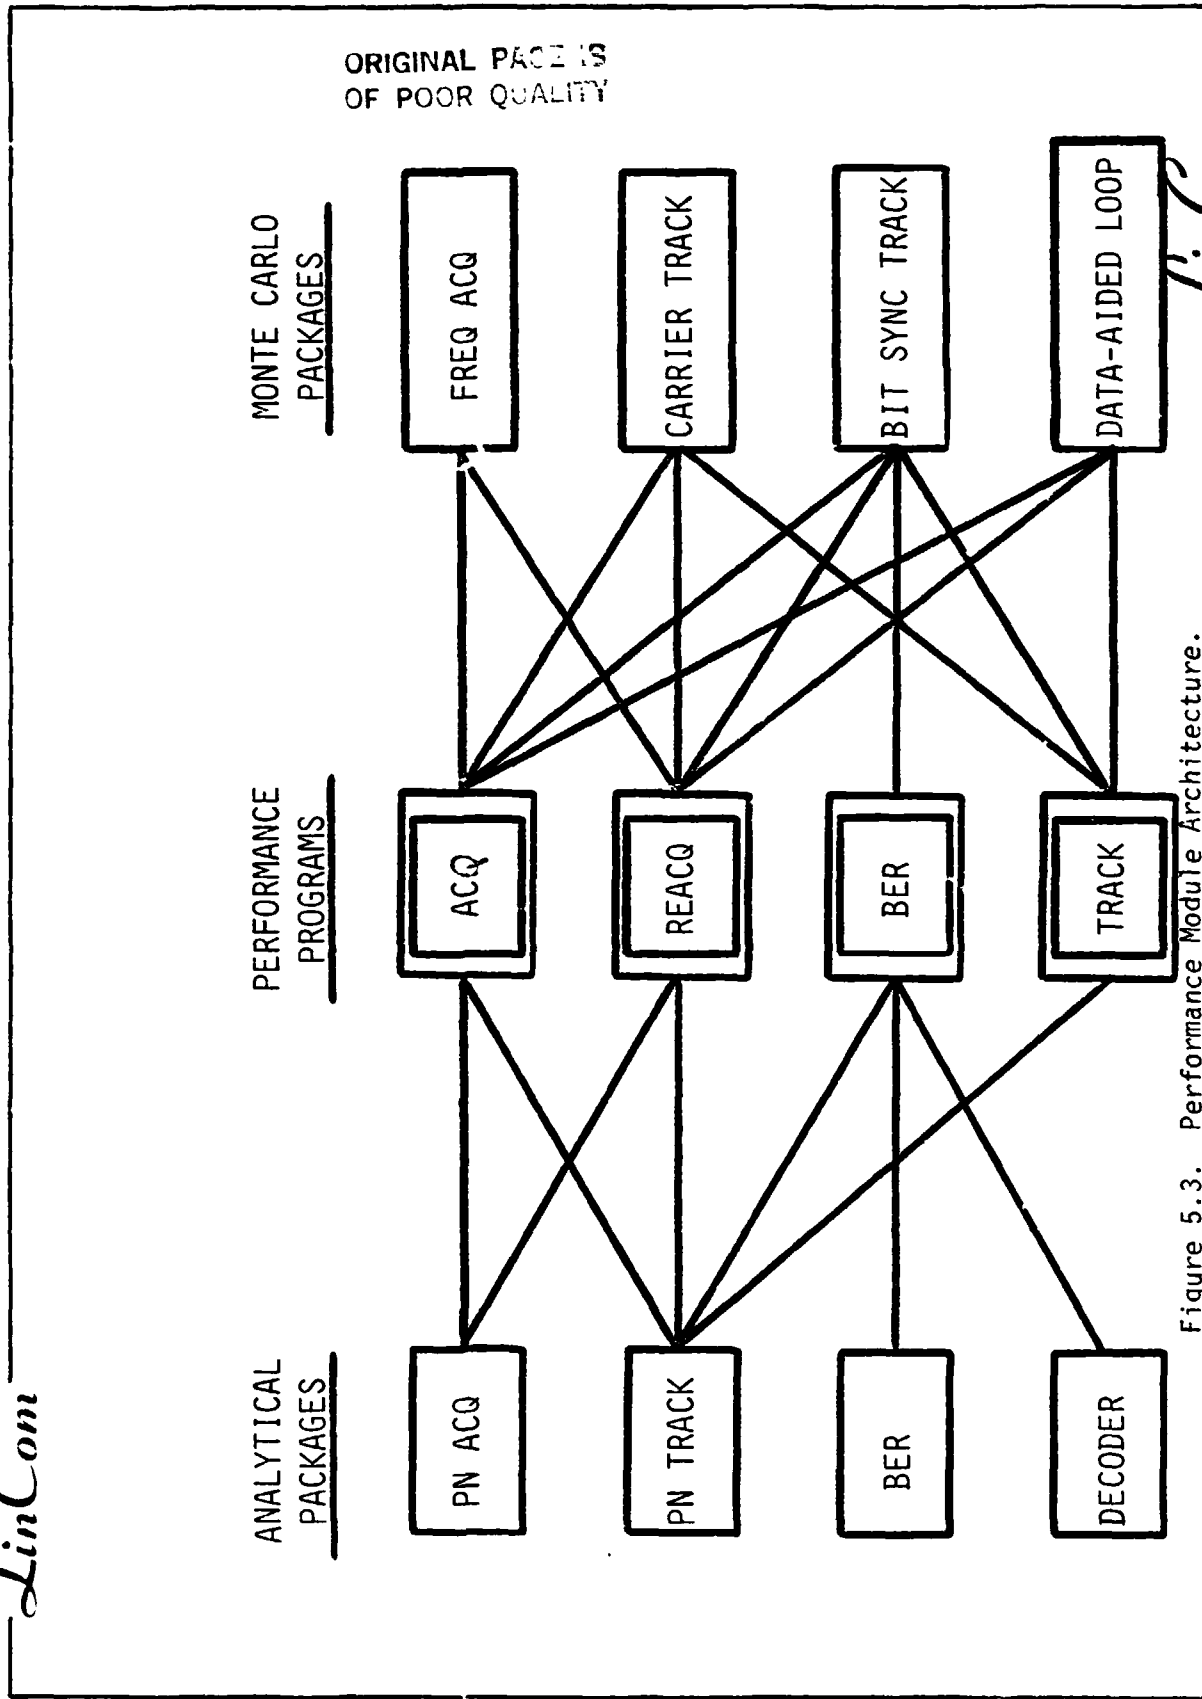 LinCom
ORIGINAL PAGE IS
OF POOR QUALITY
ANALYTICAL
PACKAGES
PERFORMANCE
PROGRAMS
MONTE CARLO
PACKAGES
PN ACQ
ACQ
FREQ ACQ
PN TRACK
REACQ
CARRIER TRACK
BER
BER
BIT SYNC TRACK
DECODER
TRACK
DATA-AIDED LOOP
Figure 5.3. Performance Module Architecture.